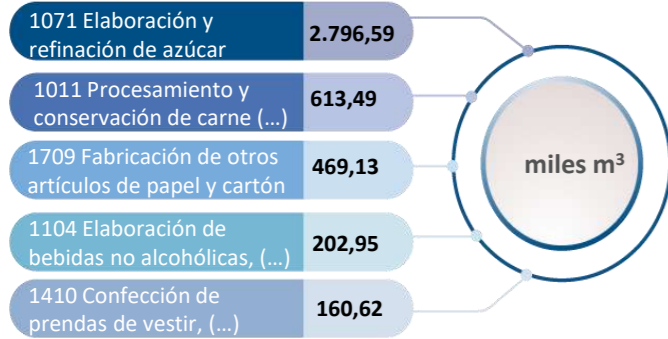 1071 Elaboración y
refinación de azúcar
2.796,59
1011 Procesamiento y
conservación de carne (...)
613,49
1709 Fabricación de otros
artículos de papel y cartón
469,13
1104 Elaboración de
bebidas no alcohólicas, (...)
202,95
1410 Confección de
prendas de vestir, (...)
160,62
miles m³